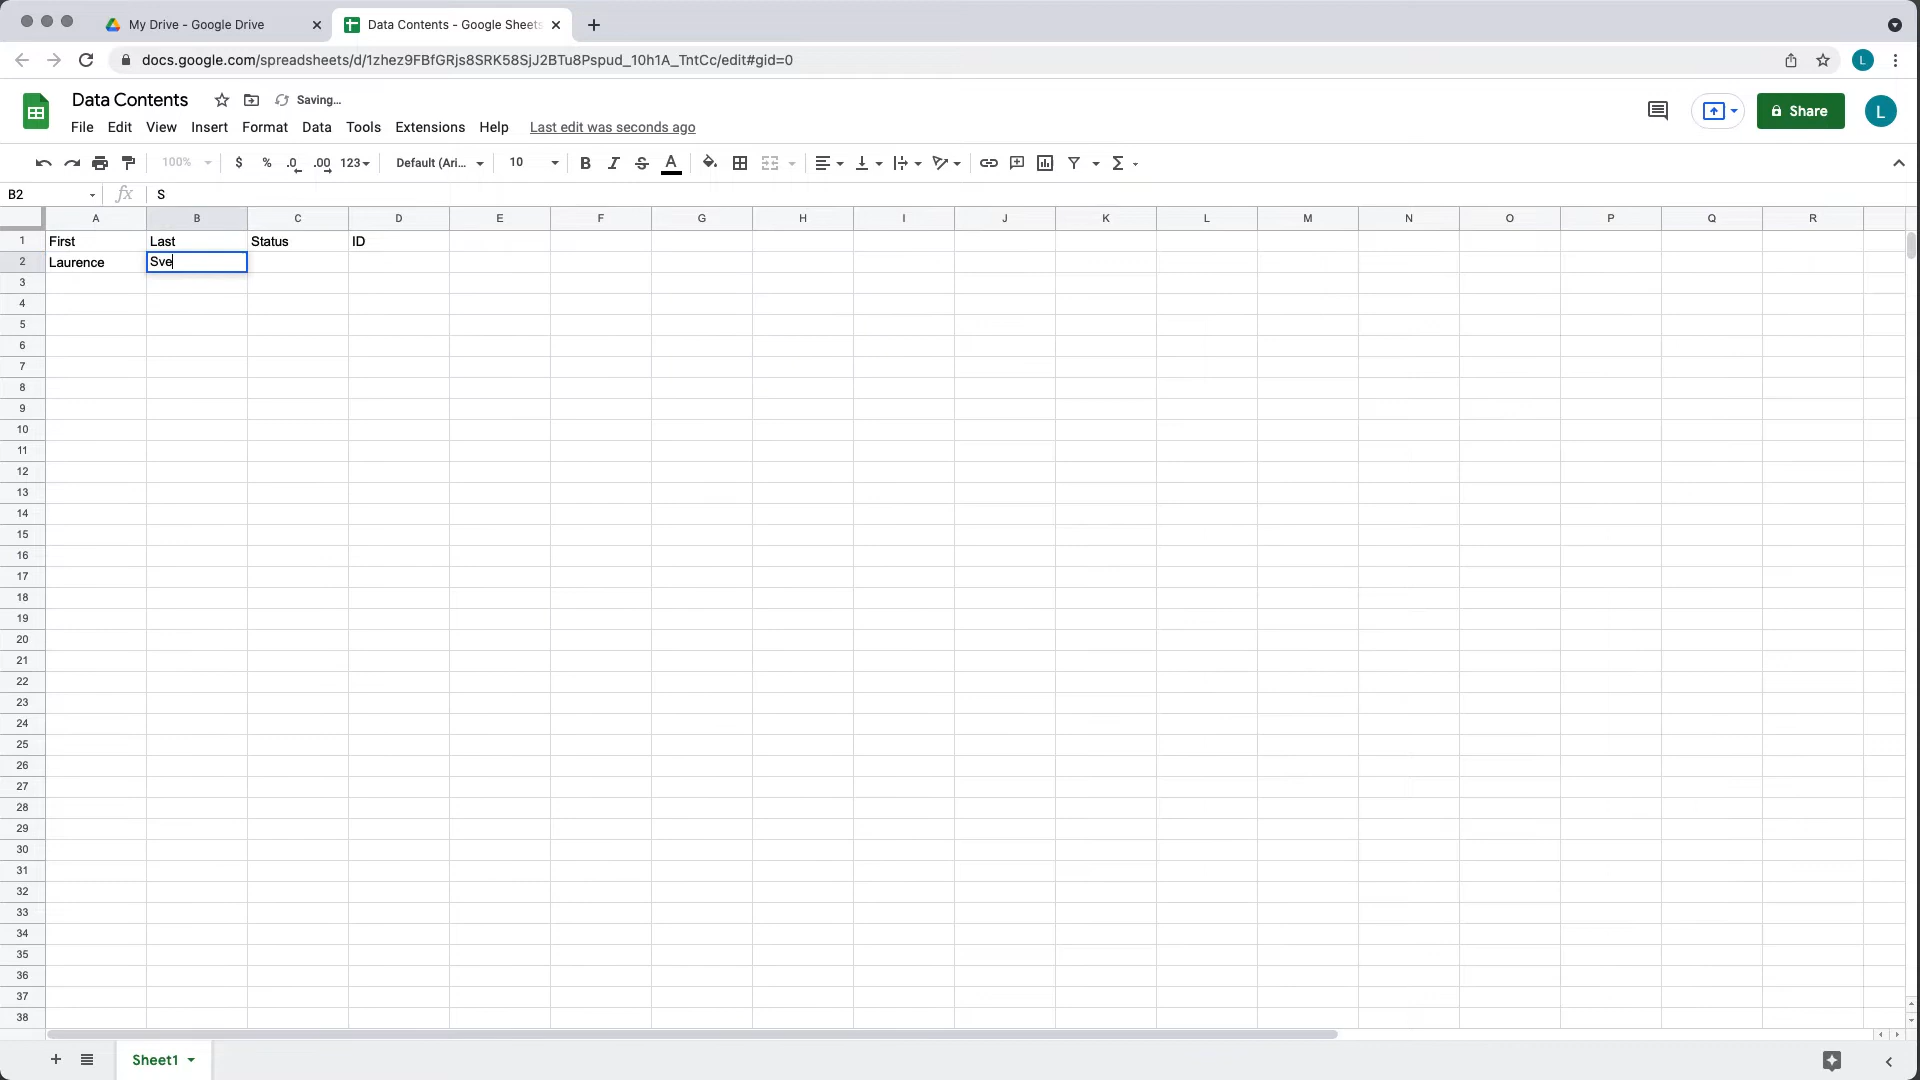 My Drive - Google Drive
Data Contents - Google Sheets
docs.google.com/spreadsheets/d/1zhez9FBfGRjs8SRK58SjJ2BTu8Pspud_10h1A_TntCc/edit#gid=0
L
Data Contents
Saving...
Share
L
File Edit View Insert Format Data Tools Extensions Help Last edit was seconds ago
100% $ % .0 .00 123 Default (Ari... 10 B I S A Σ
B2 fx S
A B C D E F G H I J K L M N O P Q R
1 First Last Status ID
2 Laurence Sve
3
4
5
6
7
8
9
10
11
12
13
14
15
16
17
18
19
20
21
22
23
24
25
26
27
28
29
30
31
32
33
34
35
36
37
38
Sheet1